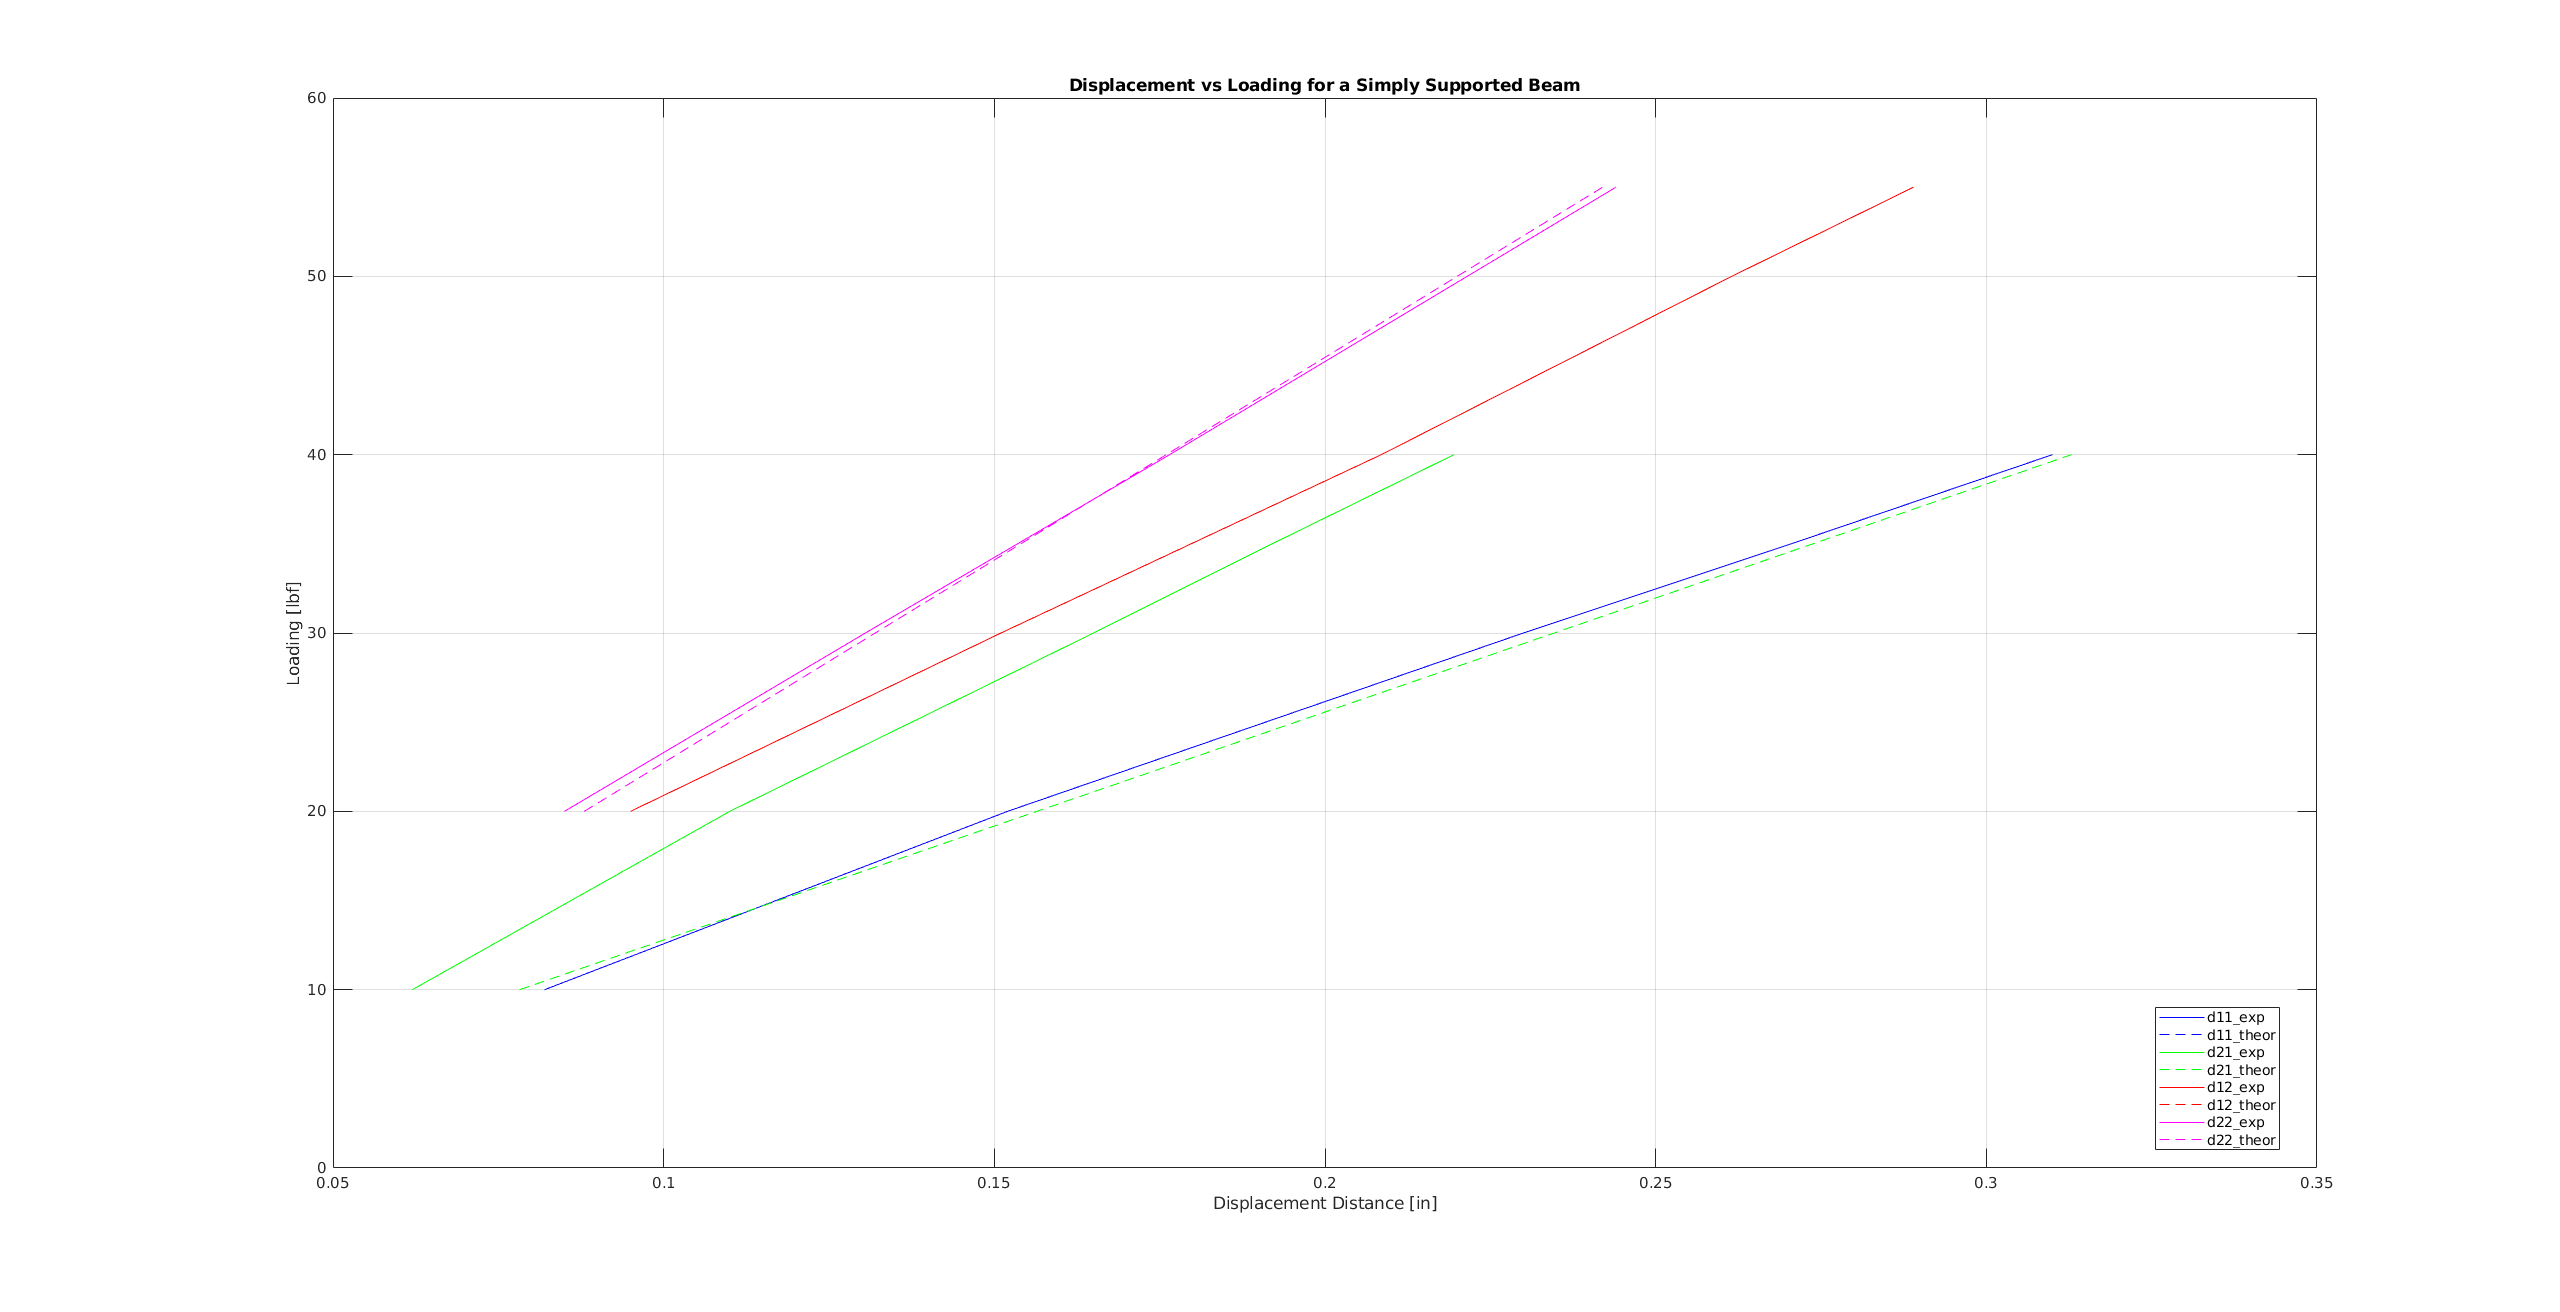 Displacement vs Loading for a Simply Supported Beam
60
50
40
30
20
10
0
Loading [lbf]
0.05 0.1 0.15 0.2 0.25 0.3 0.35
Displacement Distance [in]
d11_exp
d11_theor
d21_exp
d21_theor
d12_exp
d12_theor
d22_exp
d22_theor